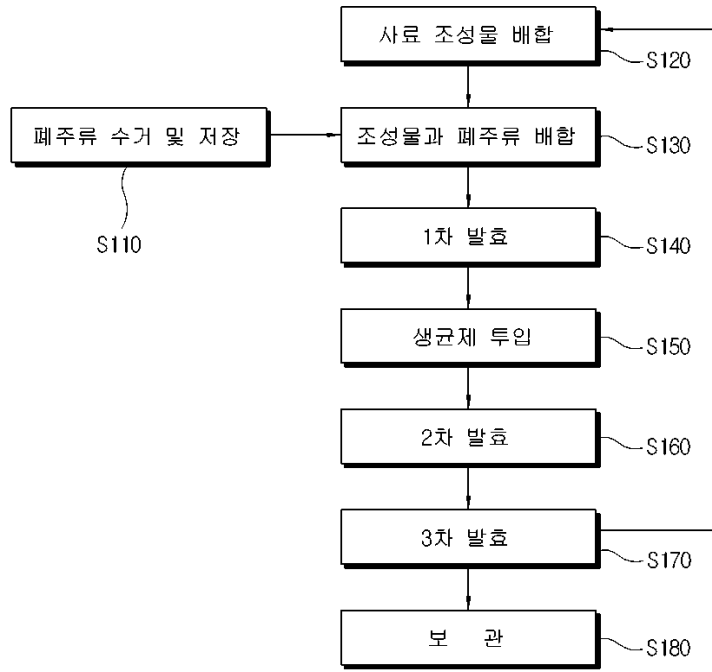 사료 조성물 배합
S120
폐주류 수거 및 저장
조성물과 폐주류 배합
S130
S110
1차 발효
S140
생균제 투입
S150
2차 발효
S160
3차 발효
S170
보 관
S180